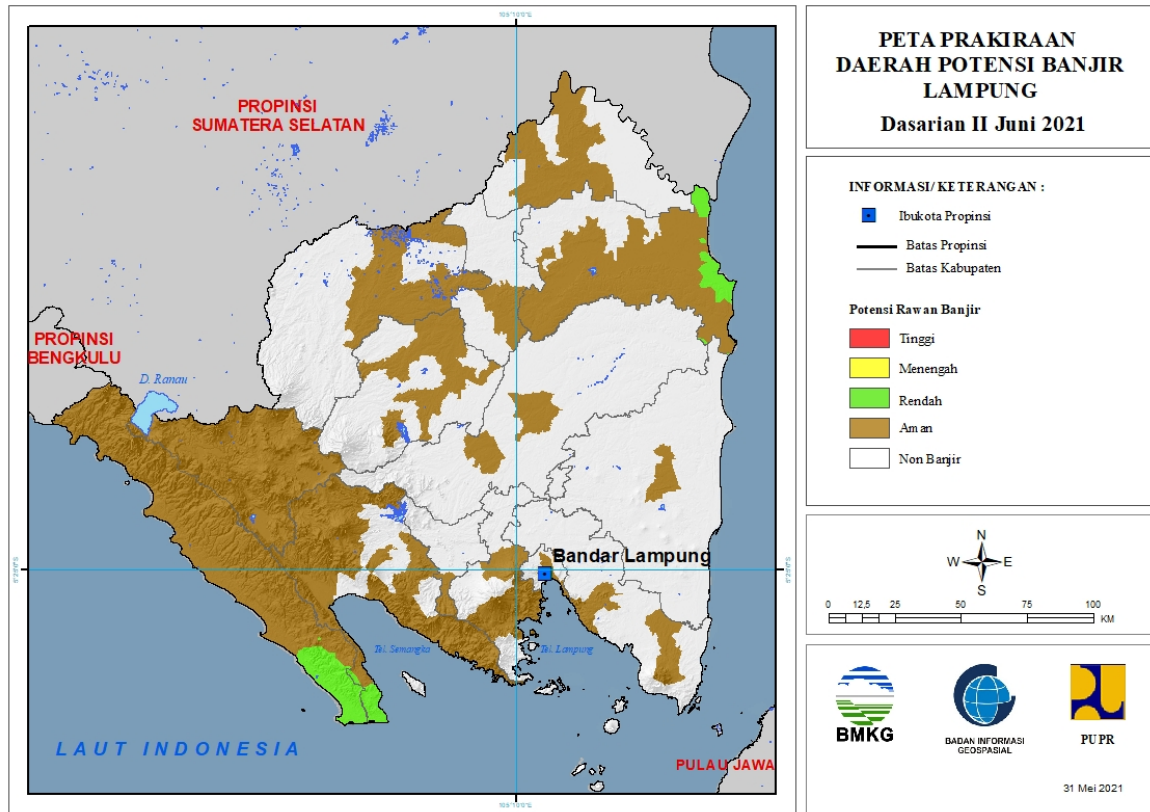 105°10'0"E
PROPINSI
SUMATERA SELATAN
PROPINSI
BENGKULU
D. Ranau
Bandar Lampung
Tel. Semangka
Tel. Lampung
LAUT INDONESIA
PULAU JAWA
PETA PRAKIRAAN
DAERAH POTENSI BANJIR
LAMPUNG
Dasarian II Juni 2021
INFORMASI/ KETERANGAN :
Ibukota Propinsi
Batas Propinsi
Batas Kabupaten
Potensi Rawan Banjir
Tinggi
Menengah
Rendah
Aman
Non Banjir
N
W E
S
0 12,5 25 50 75 100
KM
BMKG
BADAN INFORMASI
GEOSPASIAL
PUPR
31 Mei 2021